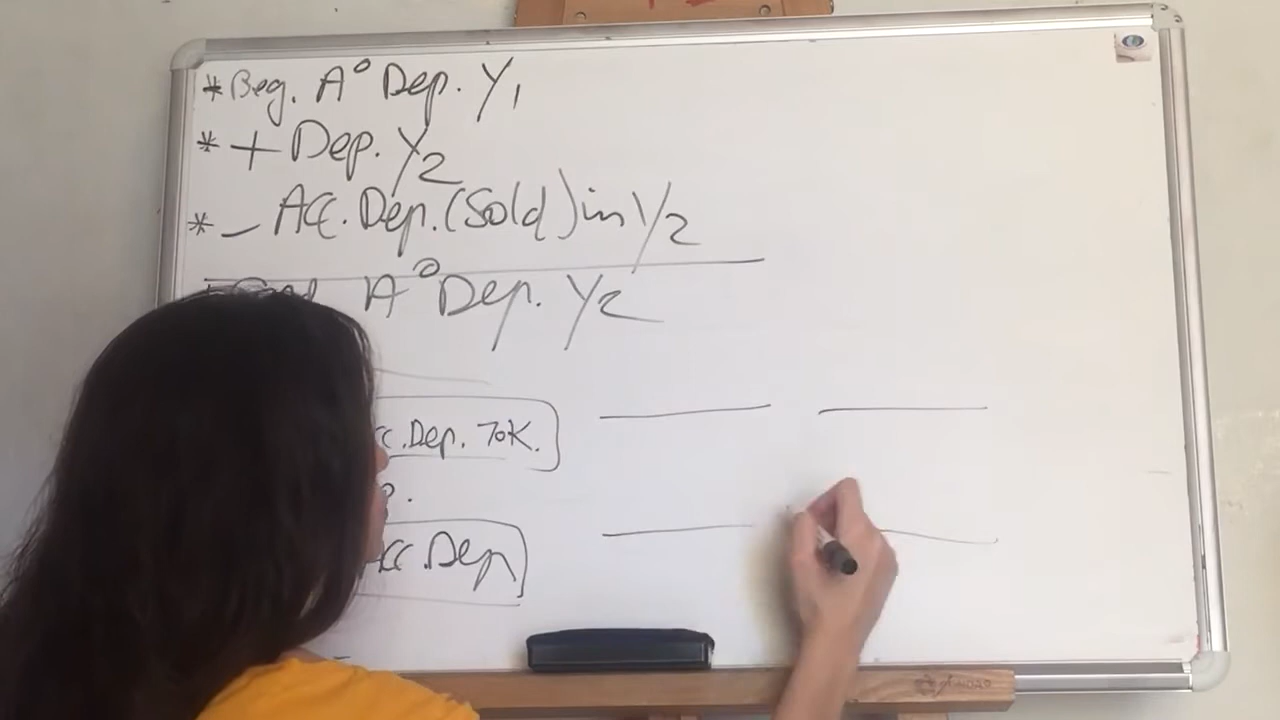 * Beg. A° Dep. Y1
* + Dep. Y2
* - Acc. Dep. (Sold) in Y2
A° Dep. Y2
c. Dep. 70K.
cc. Dep